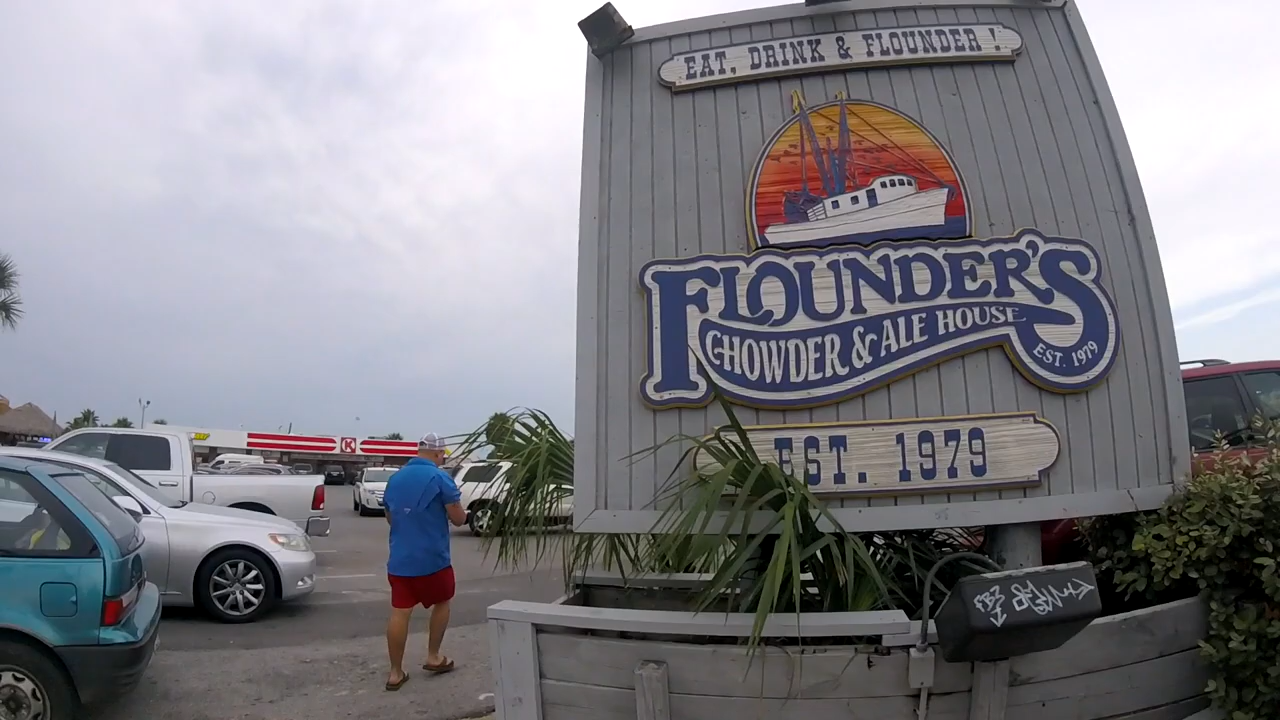 EAT, DRINK & FLOUNDER!
FLOUNDER'S
CHOWDER & ALE HOUSE
EST. 1979
EST. 1979
K